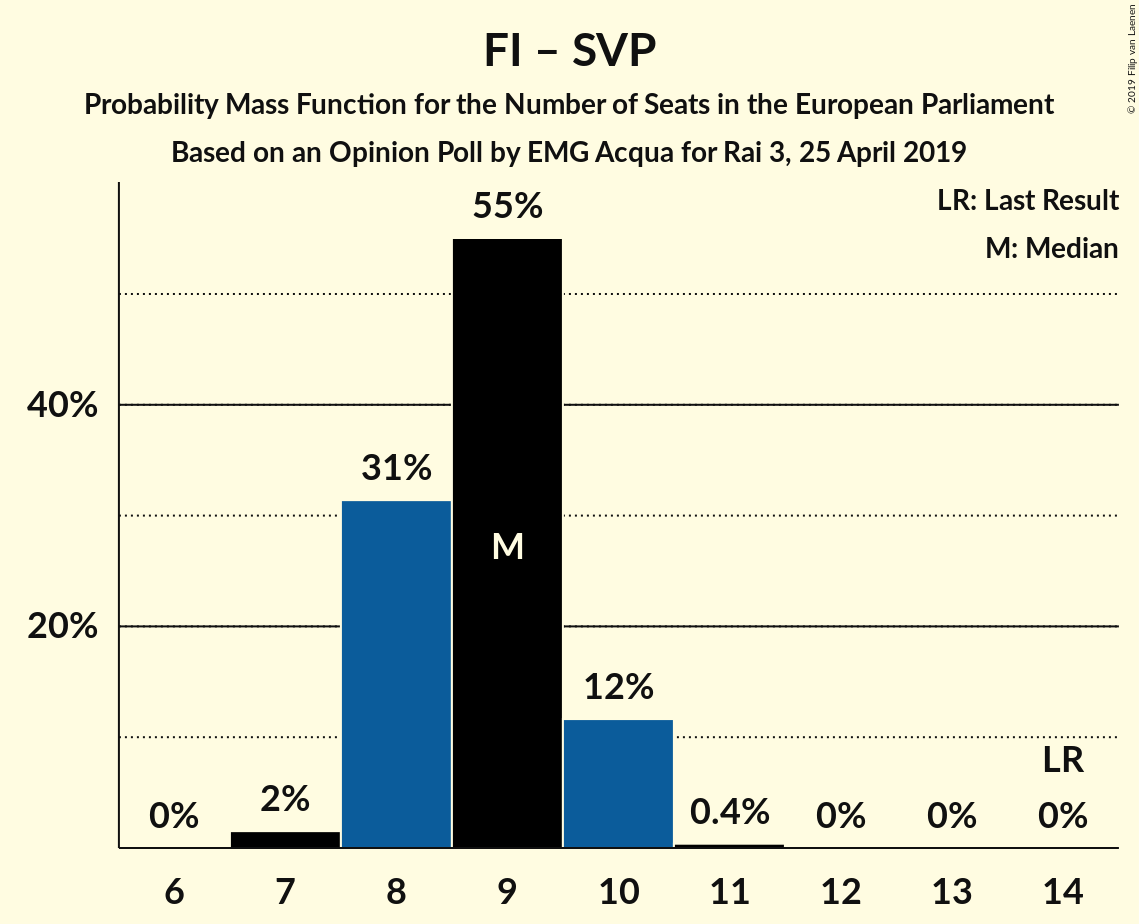 FI – SVP
Probability Mass Function for the Number of Seats in the European Parliament
Based on an Opinion Poll by EMG Acqua for Rai 3, 25 April 2019
© 2019 Filip van Laenen
LR: Last Result
M: Median
55%
40%
31%
M
20%
12%
LR
0% 2% 0.4% 0% 0% 0%
6 7 8 9 10 11 12 13 14